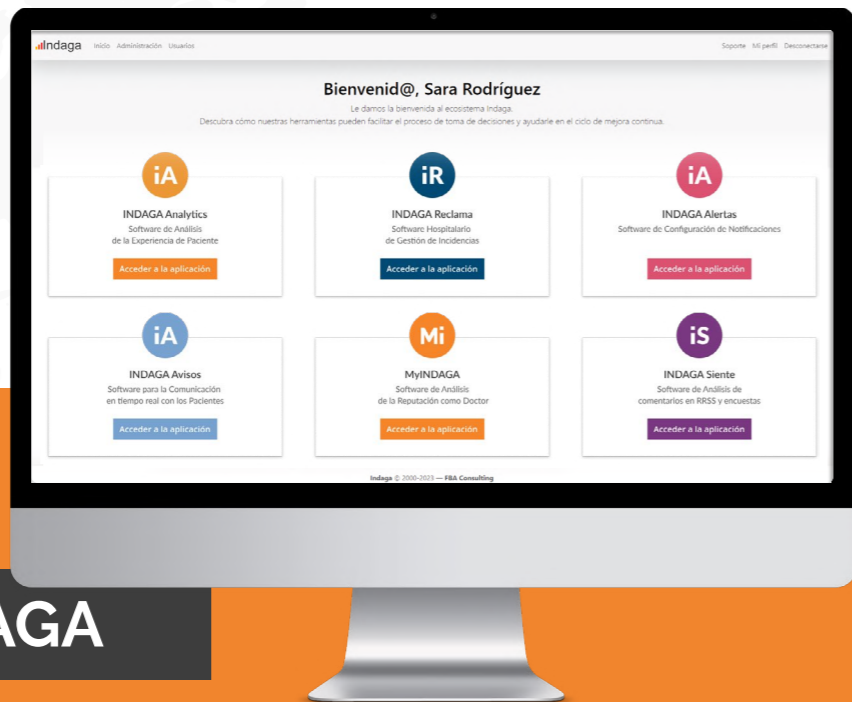 Indaga Inicio Administración Usuarios Soporte Mi perfil Desconectarse
Bienvenid@, Sara Rodríguez
Le damos la bienvenida al ecosistema Indaga.
Descubra cómo nuestras herramientas pueden facilitar el proceso de toma de decisiones y ayudarle en el ciclo de mejora continua.
iA
INDAGA Analytics
Software de Análisis
de la Experiencia de Paciente
Acceder a la aplicación
iR
INDAGA Reclama
Software Hospitalario
de Gestión de Incidencias
Acceder a la aplicación
iA
INDAGA Alertas
Software de Configuración de Notificaciones
Acceder a la aplicación
iA
INDAGA Avisos
Software para la Comunicación
en tiempo real con los Pacientes
Acceder a la aplicación
Mi
MyINDAGA
Software de Análisis
de la Reputación como Doctor
Acceder a la aplicación
iS
INDAGA Siente
Software de Análisis de
comentarios en RRSS y encuestas
Acceder a la aplicación
Indaga © 2000-2023 — FBA Consulting
AGA